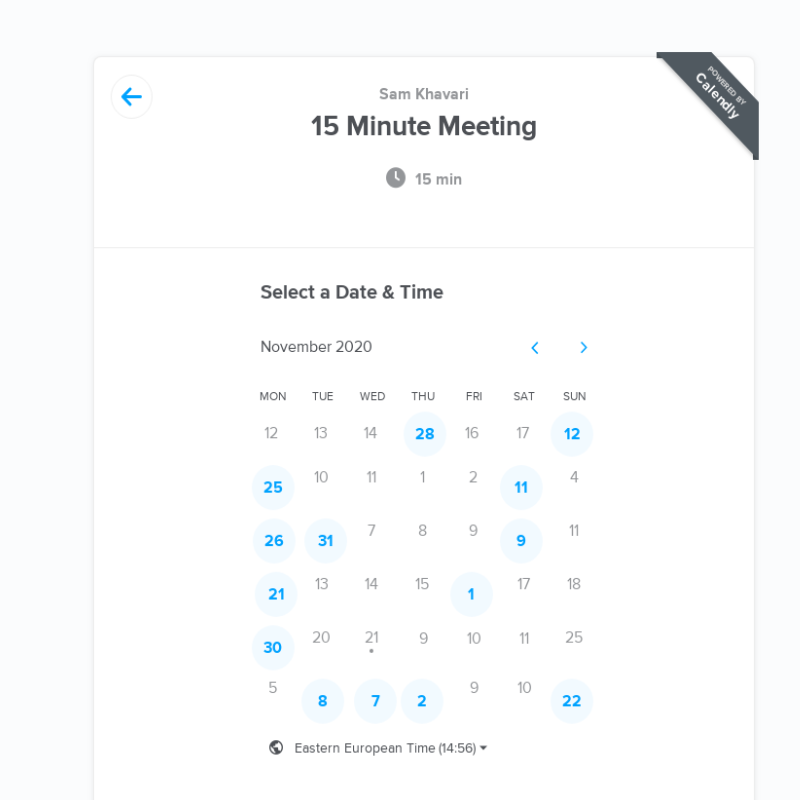 POWERED BY
Calendly
Sam Khavari
15 Minute Meeting
15 min
Select a Date & Time
November 2020
MON TUE WED THU FRI SAT SUN
12 13 14 28 16 17 12
25 10 11 1 2 11 4
26 31 7 8 9 9 11
21 13 14 15 1 17 18
30 20 21 9 10 11 25
5 8 7 2 9 10 22
Eastern European Time (14:56)